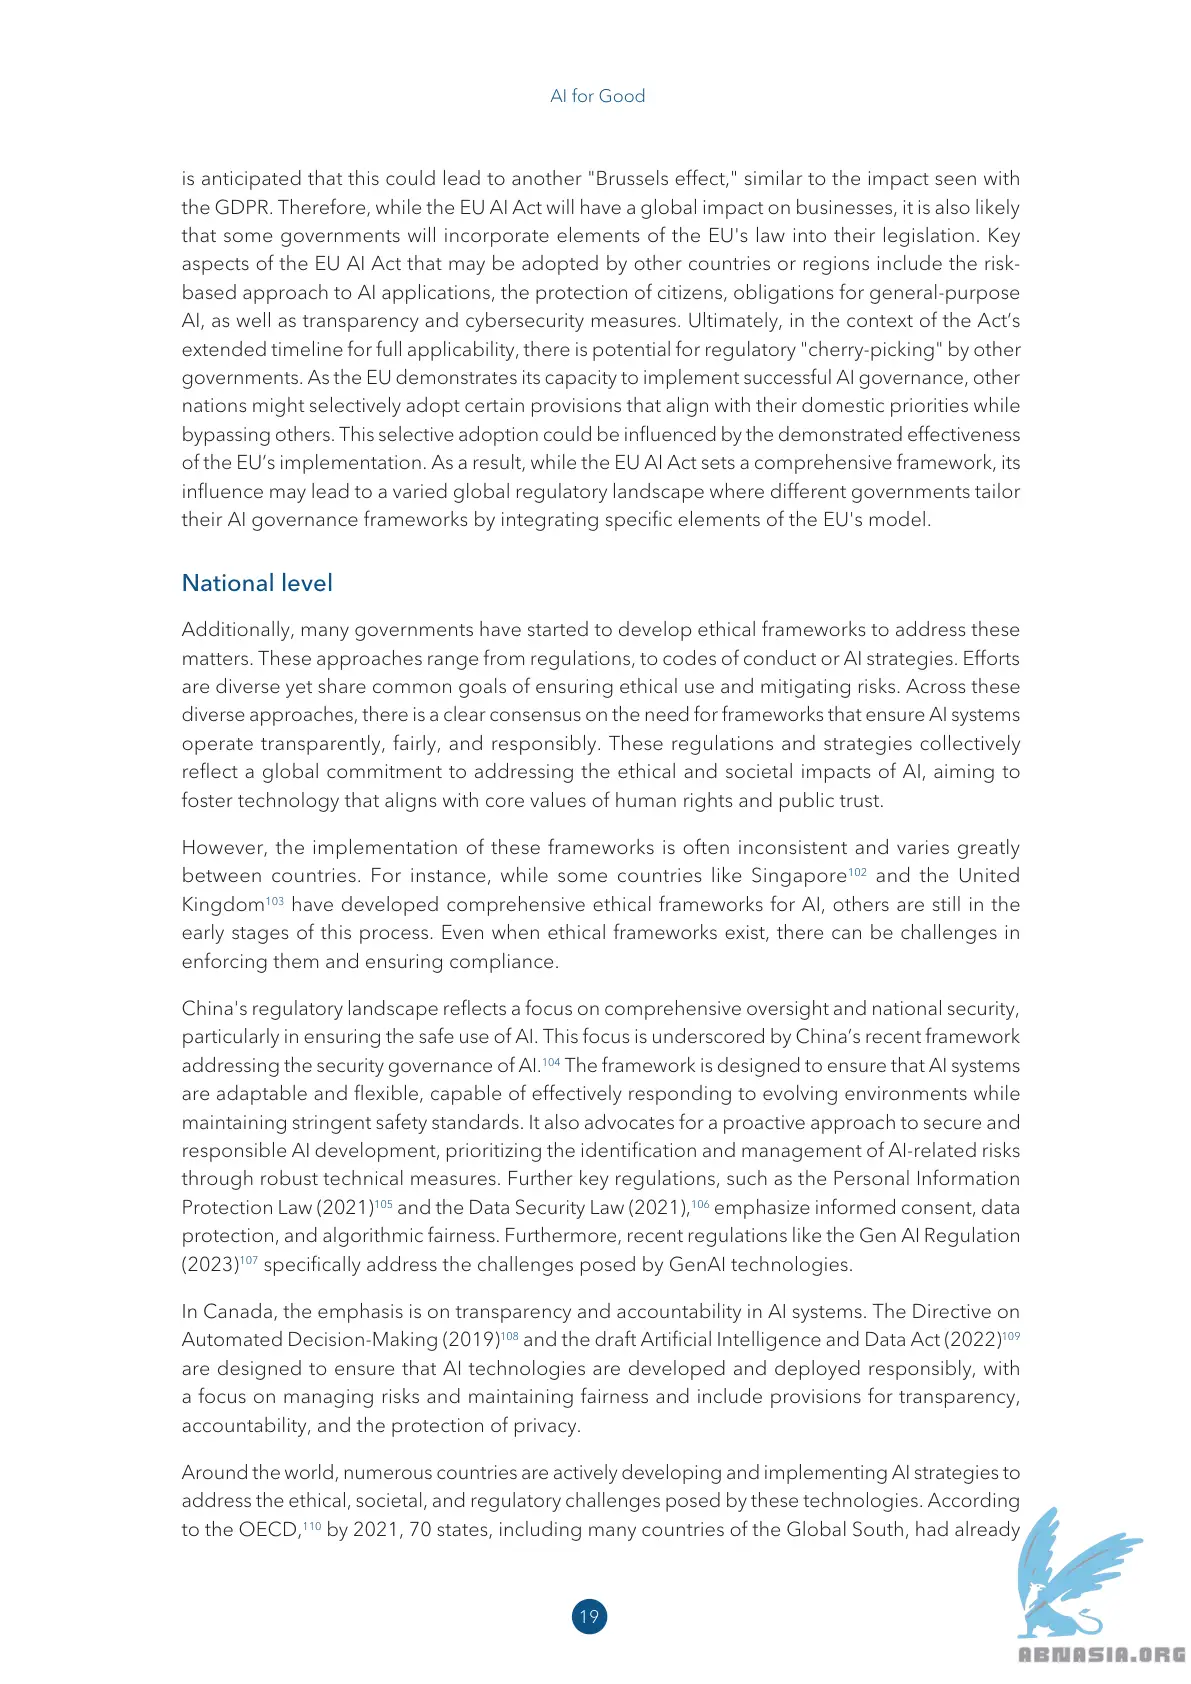 AI for Good
is anticipated that this could lead to another "Brussels effect," similar to the impact seen with
the GDPR. Therefore, while the EU AI Act will have a global impact on businesses, it is also likely
that some governments will incorporate elements of the EU's law into their legislation. Key
aspects of the EU AI Act that may be adopted by other countries or regions include the risk-
based approach to AI applications, the protection of citizens, obligations for general-purpose
AI, as well as transparency and cybersecurity measures. Ultimately, in the context of the Act’s
extended timeline for full applicability, there is potential for regulatory "cherry-picking" by other
governments. As the EU demonstrates its capacity to implement successful AI governance, other
nations might selectively adopt certain provisions that align with their domestic priorities while
bypassing others. This selective adoption could be influenced by the demonstrated effectiveness
of the EU’s implementation. As a result, while the EU AI Act sets a comprehensive framework, its
influence may lead to a varied global regulatory landscape where different governments tailor
their AI governance frameworks by integrating specific elements of the EU's model.
National level
Additionally, many governments have started to develop ethical frameworks to address these
matters. These approaches range from regulations, to codes of conduct or AI strategies. Efforts
are diverse yet share common goals of ensuring ethical use and mitigating risks. Across these
diverse approaches, there is a clear consensus on the need for frameworks that ensure AI systems
operate transparently, fairly, and responsibly. These regulations and strategies collectively
reflect a global commitment to addressing the ethical and societal impacts of AI, aiming to
foster technology that aligns with core values of human rights and public trust.
However, the implementation of these frameworks is often inconsistent and varies greatly
between countries. For instance, while some countries like Singapore102 and the United
Kingdom103 have developed comprehensive ethical frameworks for AI, others are still in the
early stages of this process. Even when ethical frameworks exist, there can be challenges in
enforcing them and ensuring compliance.
China's regulatory landscape reflects a focus on comprehensive oversight and national security,
particularly in ensuring the safe use of AI. This focus is underscored by China’s recent framework
addressing the security governance of AI.104 The framework is designed to ensure that AI systems
are adaptable and flexible, capable of effectively responding to evolving environments while
maintaining stringent safety standards. It also advocates for a proactive approach to secure and
responsible AI development, prioritizing the identification and management of AI-related risks
through robust technical measures. Further key regulations, such as the Personal Information
Protection Law (2021)105 and the Data Security Law (2021),106 emphasize informed consent, data
protection, and algorithmic fairness. Furthermore, recent regulations like the Gen AI Regulation
(2023)107 specifically address the challenges posed by GenAI technologies.
In Canada, the emphasis is on transparency and accountability in AI systems. The Directive on
Automated Decision-Making (2019)108 and the draft Artificial Intelligence and Data Act (2022)109
are designed to ensure that AI technologies are developed and deployed responsibly, with
a focus on managing risks and maintaining fairness and include provisions for transparency,
accountability, and the protection of privacy.
Around the world, numerous countries are actively developing and implementing AI strategies to
address the ethical, societal, and regulatory challenges posed by these technologies. According
to the OECD,110 by 2021, 70 states, including many countries of the Global South, had already
19
ABNASIA.ORG